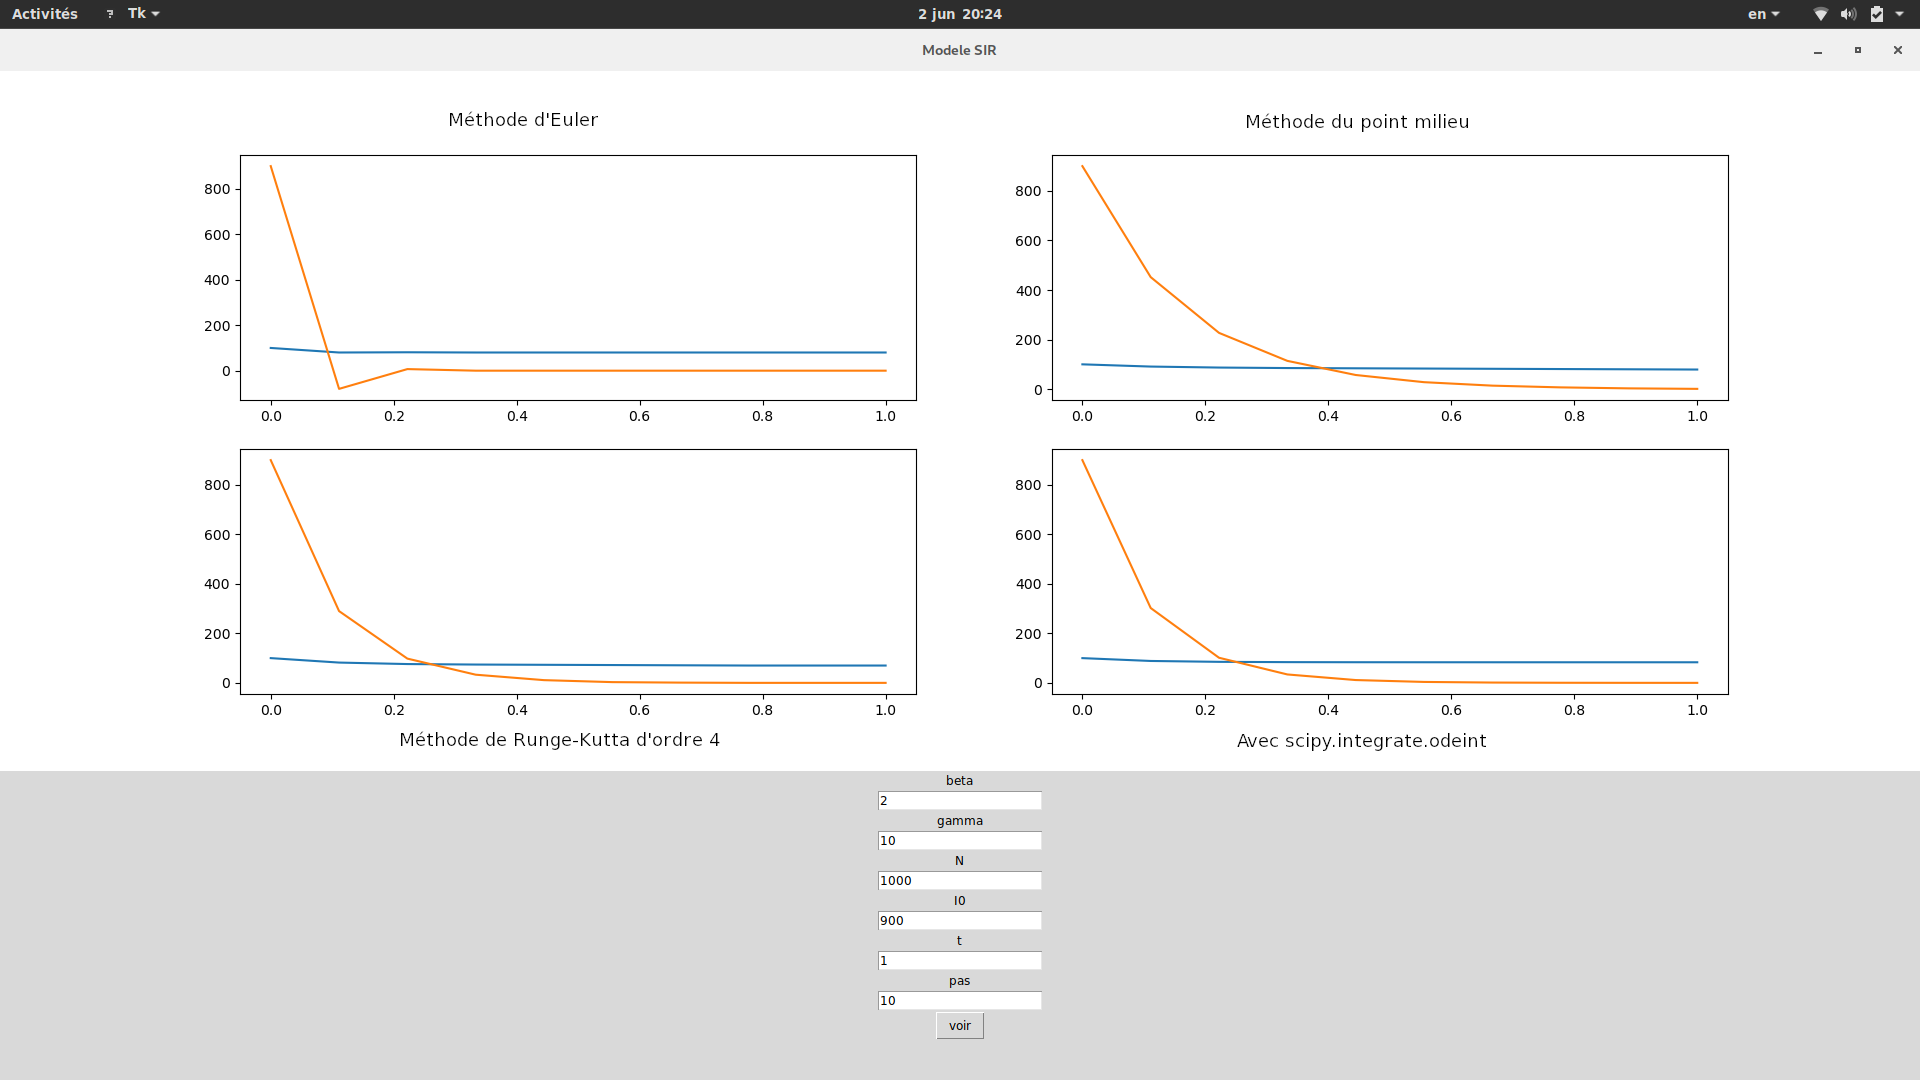 Activités
Tk
2 jun 20:24
en
Modele SIR
Méthode d'Euler
Méthode du point milieu
800
600
400
200
0
0.0 0.2 0.4 0.6 0.8 1.0
800
600
400
200
0
0.0 0.2 0.4 0.6 0.8 1.0
800
600
400
200
0
0.0 0.2 0.4 0.6 0.8 1.0
800
600
400
200
0
0.0 0.2 0.4 0.6 0.8 1.0
Méthode de Runge-Kutta d'ordre 4
Avec scipy.integrate.odeint
beta
2
gamma
10
N
1000
I0
900
t
1
pas
10
voir